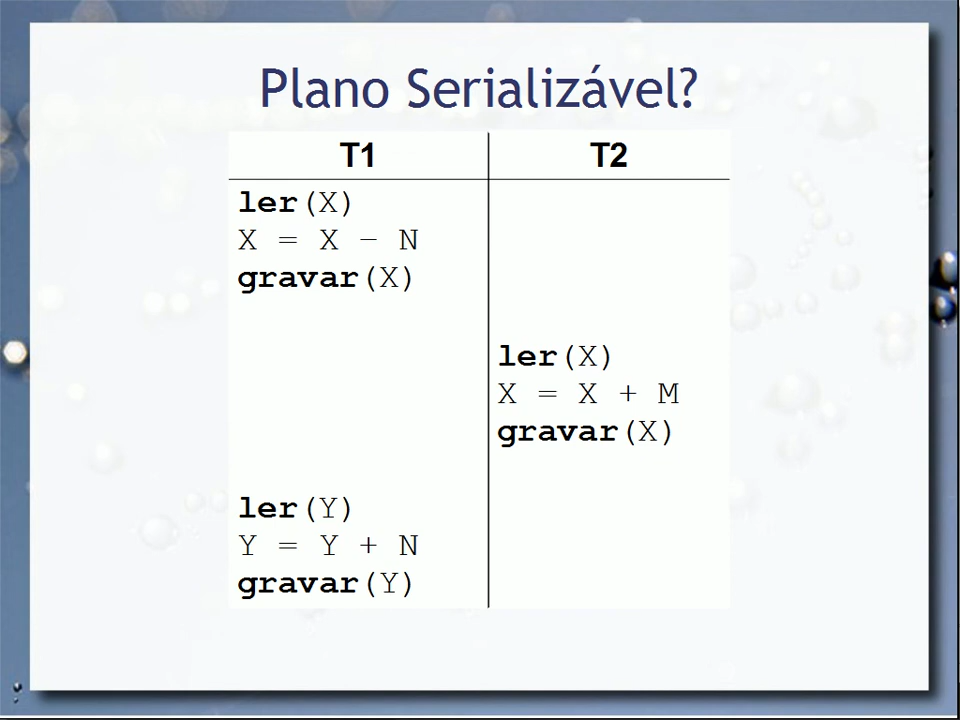 Plano Serializável?
T1 T2
ler(X)
X = X − N
gravar(X)
ler(X)
X = X + M
gravar(X)
ler(Y)
Y = Y + N
gravar(Y)